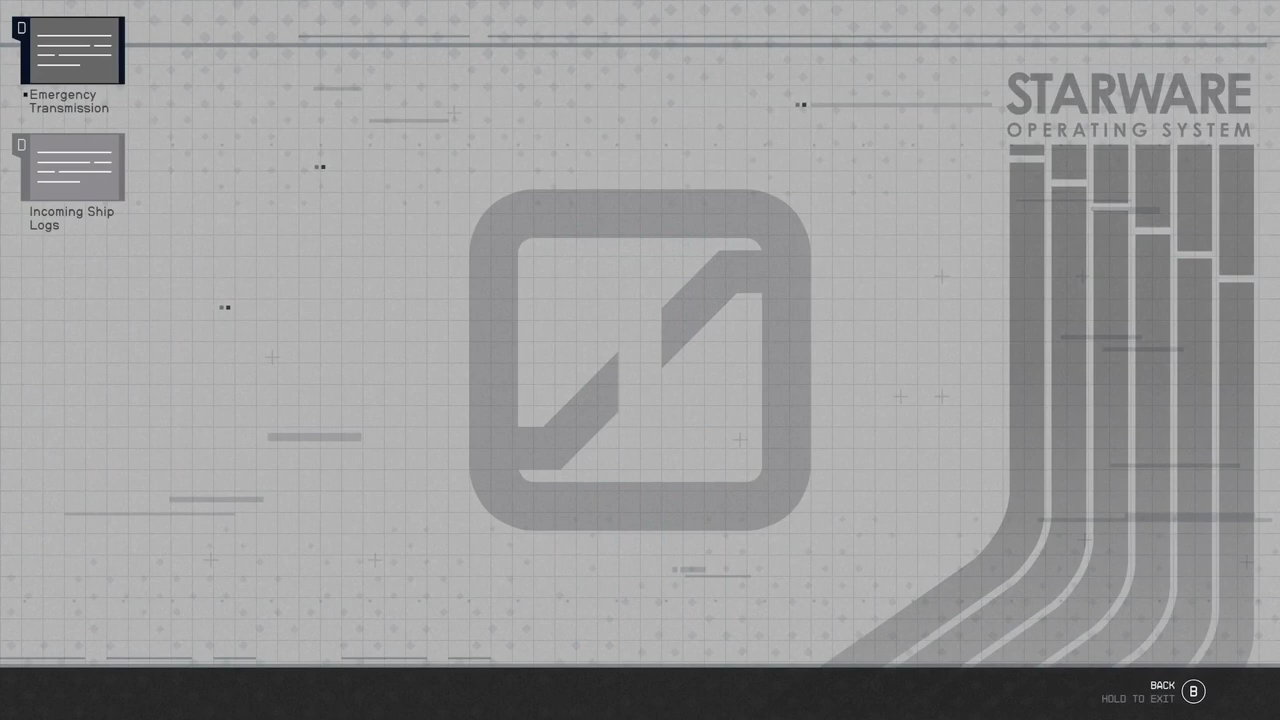 D
Emergency
Transmission
D
Incoming Ship
Logs
STARWARE
OPERATING SYSTEM
BACK
HOLD TO EXIT
B